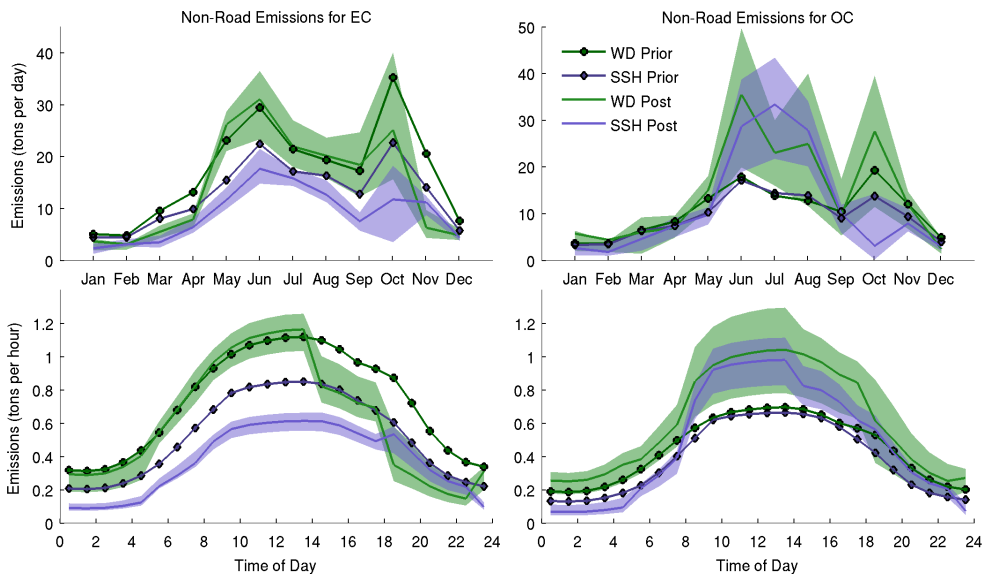 Non-Road Emissions for EC
Non-Road Emissions for OC
Emissions (tons per day)
40
30
20
10
0
Jan Feb Mar Apr May Jun Jul Aug Sep Oct Nov Dec
50
40
30
20
10
0
WD Prior
SSH Prior
WD Post
SSH Post
Jan Feb Mar Apr May Jun Jul Aug Sep Oct Nov Dec
Emissions (tons per hour)
1.2
1
0.8
0.6
0.4
0.2
0
0 2 4 6 8 10 12 14 16 18 20 22 24
Time of Day
1.2
1
0.8
0.6
0.4
0.2
0
0 2 4 6 8 10 12 14 16 18 20 22 24
Time of Day